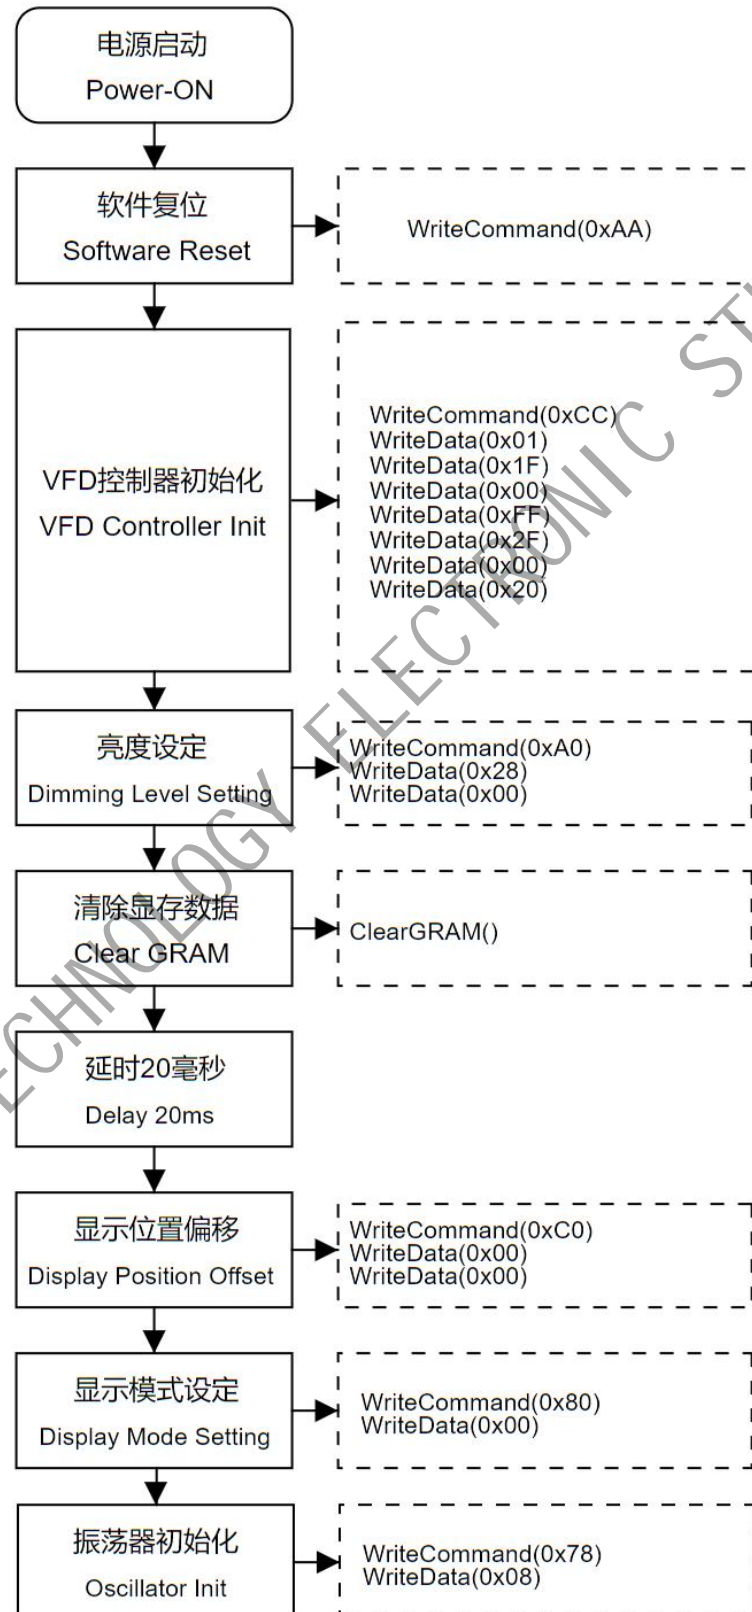 电源启动
Power-ON
软件复位
Software Reset
WriteCommand(0xAA)
VFD控制器初始化
VFD Controller Init
WriteCommand(0xCC)
WriteData(0x01)
WriteData(0x1F)
WriteData(0x00)
WriteData(0xFF)
WriteData(0x2F)
WriteData(0x00)
WriteData(0x20)
亮度设定
Dimming Level Setting
WriteCommand(0xA0)
WriteData(0x28)
WriteData(0x00)
清除显存数据
Clear GRAM
ClearGRAM()
延时20毫秒
Delay 20ms
显示位置偏移
Display Position Offset
WriteCommand(0xC0)
WriteData(0x00)
WriteData(0x00)
显示模式设定
Display Mode Setting
WriteCommand(0x80)
WriteData(0x00)
振荡器初始化
Oscillator Init
WriteCommand(0x78)
WriteData(0x08)
ECHNOLOGY ELECTRONIC